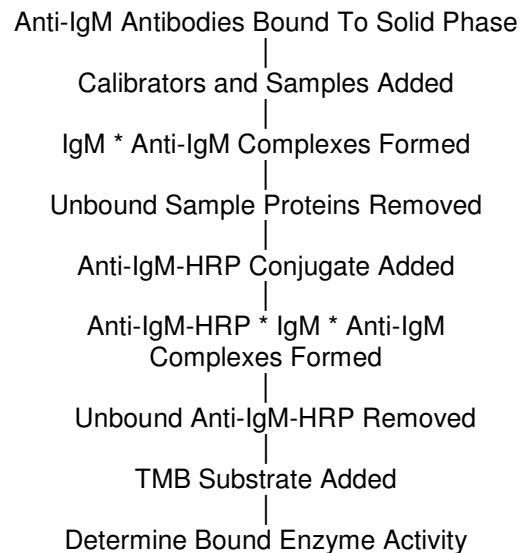 Anti-IgM Antibodies Bound To Solid Phase
Calibrators and Samples Added
IgM * Anti-IgM Complexes Formed
Unbound Sample Proteins Removed
Anti-IgM-HRP Conjugate Added
Anti-IgM-HRP * IgM * Anti-IgM
Complexes Formed
Unbound Anti-IgM-HRP Removed
TMB Substrate Added
Determine Bound Enzyme Activity